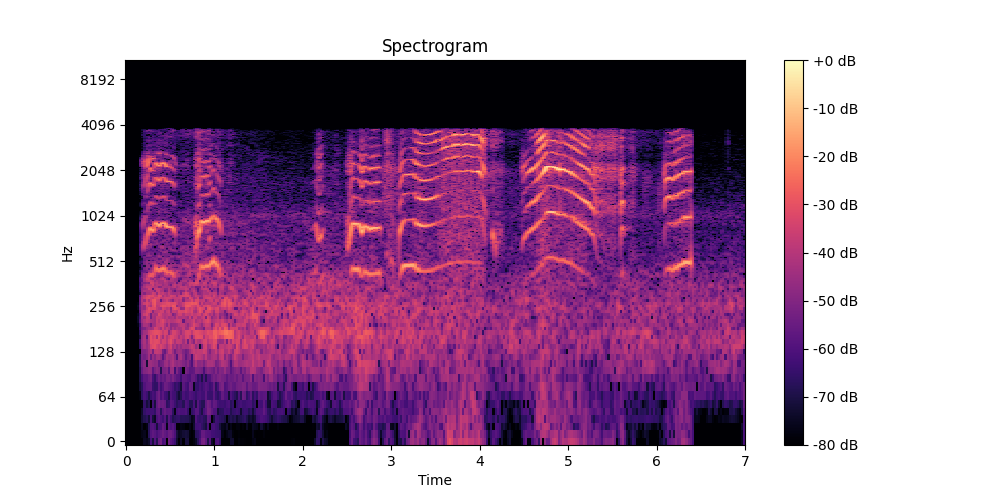 Spectrogram
8192
4096
2048
1024
512
256
128
64
0
Hz
0 1 2 3 4 5 6 7
Time
+0 dB
-10 dB
-20 dB
-30 dB
-40 dB
-50 dB
-60 dB
-70 dB
-80 dB